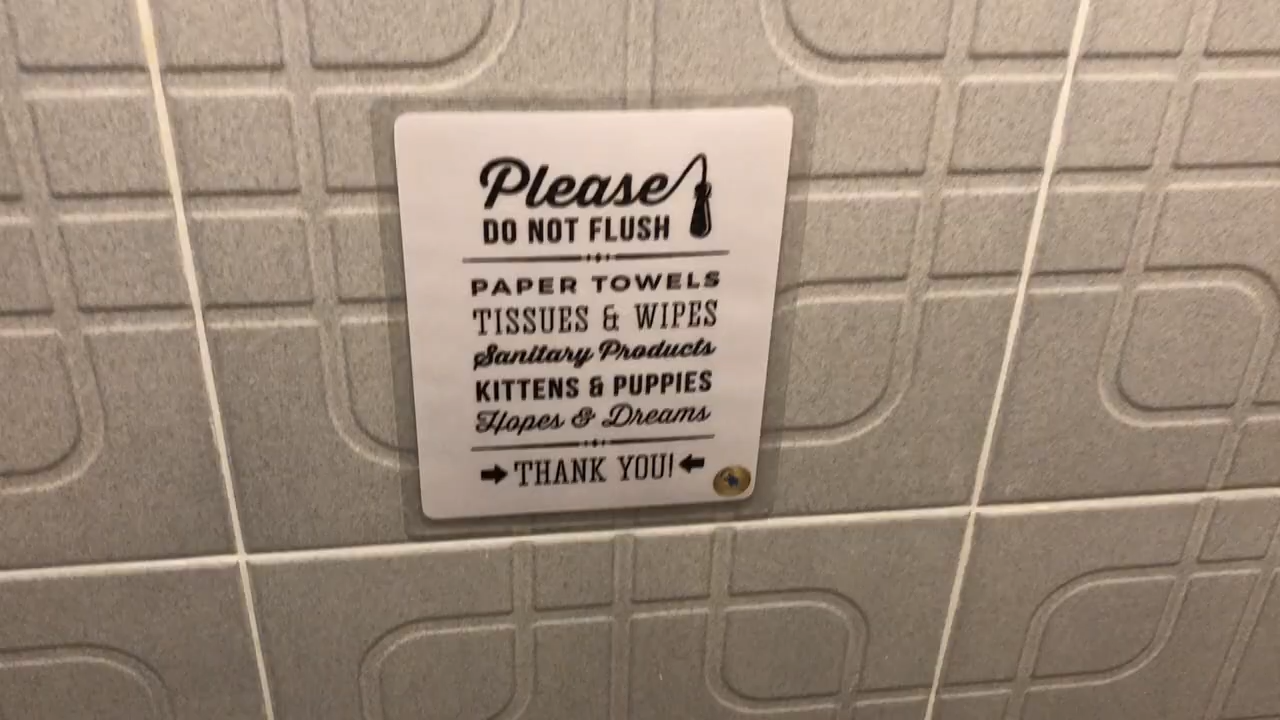 Please
DO NOT FLUSH
PAPER TOWELS
TISSUES & WIPES
Sanitary Products
KITTENS & PUPPIES
Hopes & Dreams
THANK YOU!